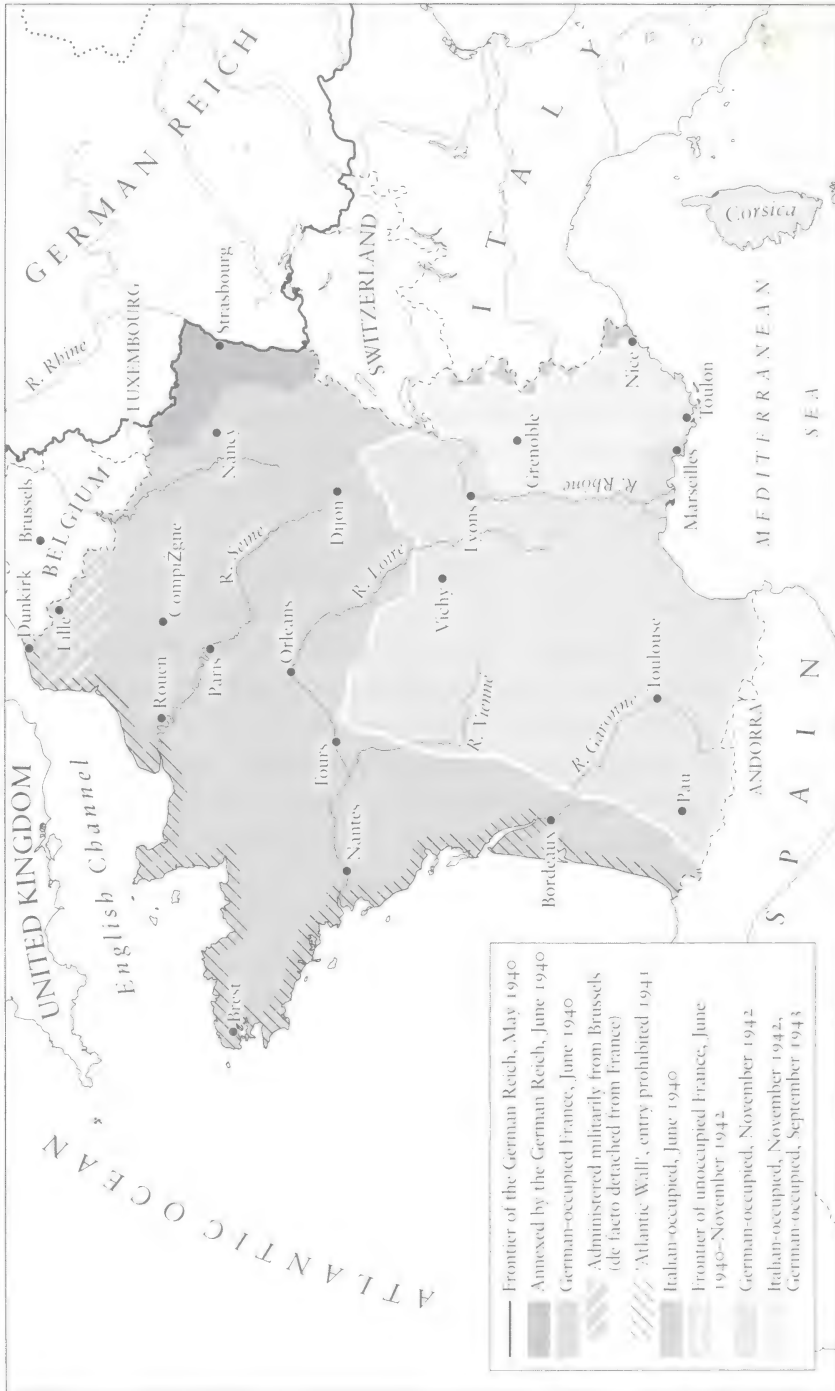 UNITED KINGDOM
English Channel
ATLANTIC OCEAN
Dunkirk
Brussels
Lille
BELGIUM
LUXEMBOURG
R. Rhine
GERMAN REICH
Strasbourg
Nancy
CompiZgne
Rouen
Paris
R. Seine
Brest
Orleans
Tours
Nantes
Dijon
R. Loire
SWITZERLAND
ITALY
Vichy
Lyons
R. Vienne
Grenoble
R. Rhône
Bordeaux
R. Garonne
Toulouse
Pau
Nice
Marseilles
Toulon
Corsica
MEDITERRANEAN
SEA
ANDORRA
SPAIN
Frontier of the German Reich, May 1940
Annexed by the German Reich, June 1940
German-occupied France, June 1940
Administered militarily from Brussels
(de facto detached from France)
'Atlantic Wall', entry prohibited 1941
Italian-occupied, June 1940
Frontier of unoccupied France, June
1940–November 1942
German-occupied, November 1942
Italian-occupied, November 1942,
German-occupied, September 1943